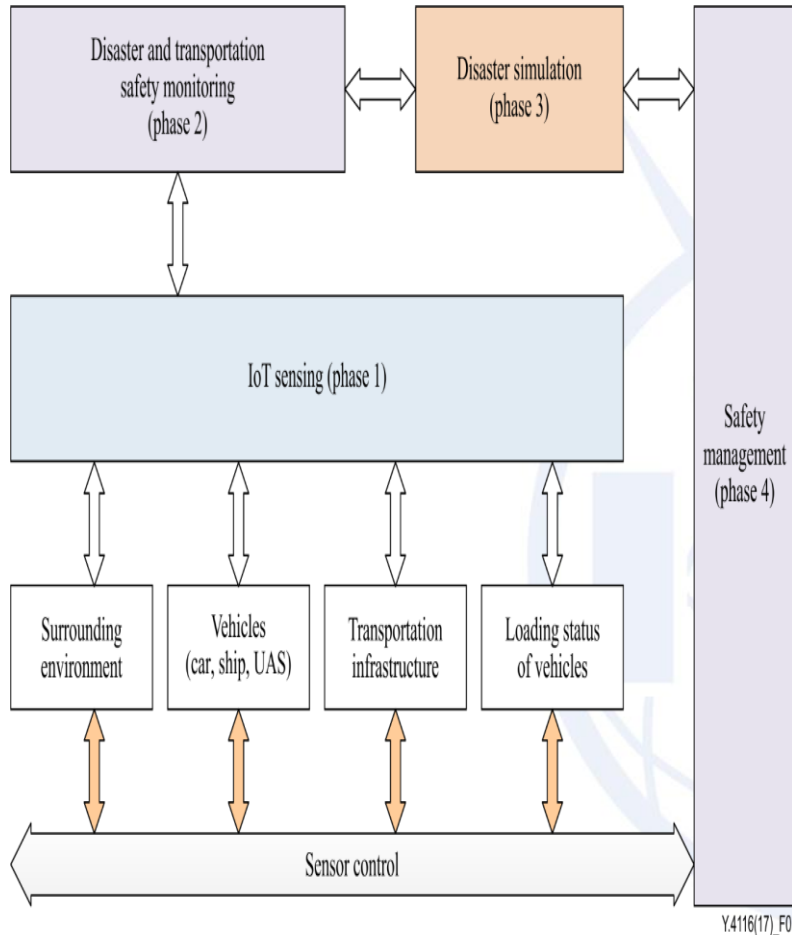 Disaster and transportation
safety monitoring
(phase 2)
Disaster simulation
(phase 3)
IoT sensing (phase 1)
Safety
management
(phase 4)
Surrounding
environment
Vehicles
(car, ship, UAS)
Transportation
infrastructure
Loading status
of vehicles
Sensor control
Y.4116(17)_F0